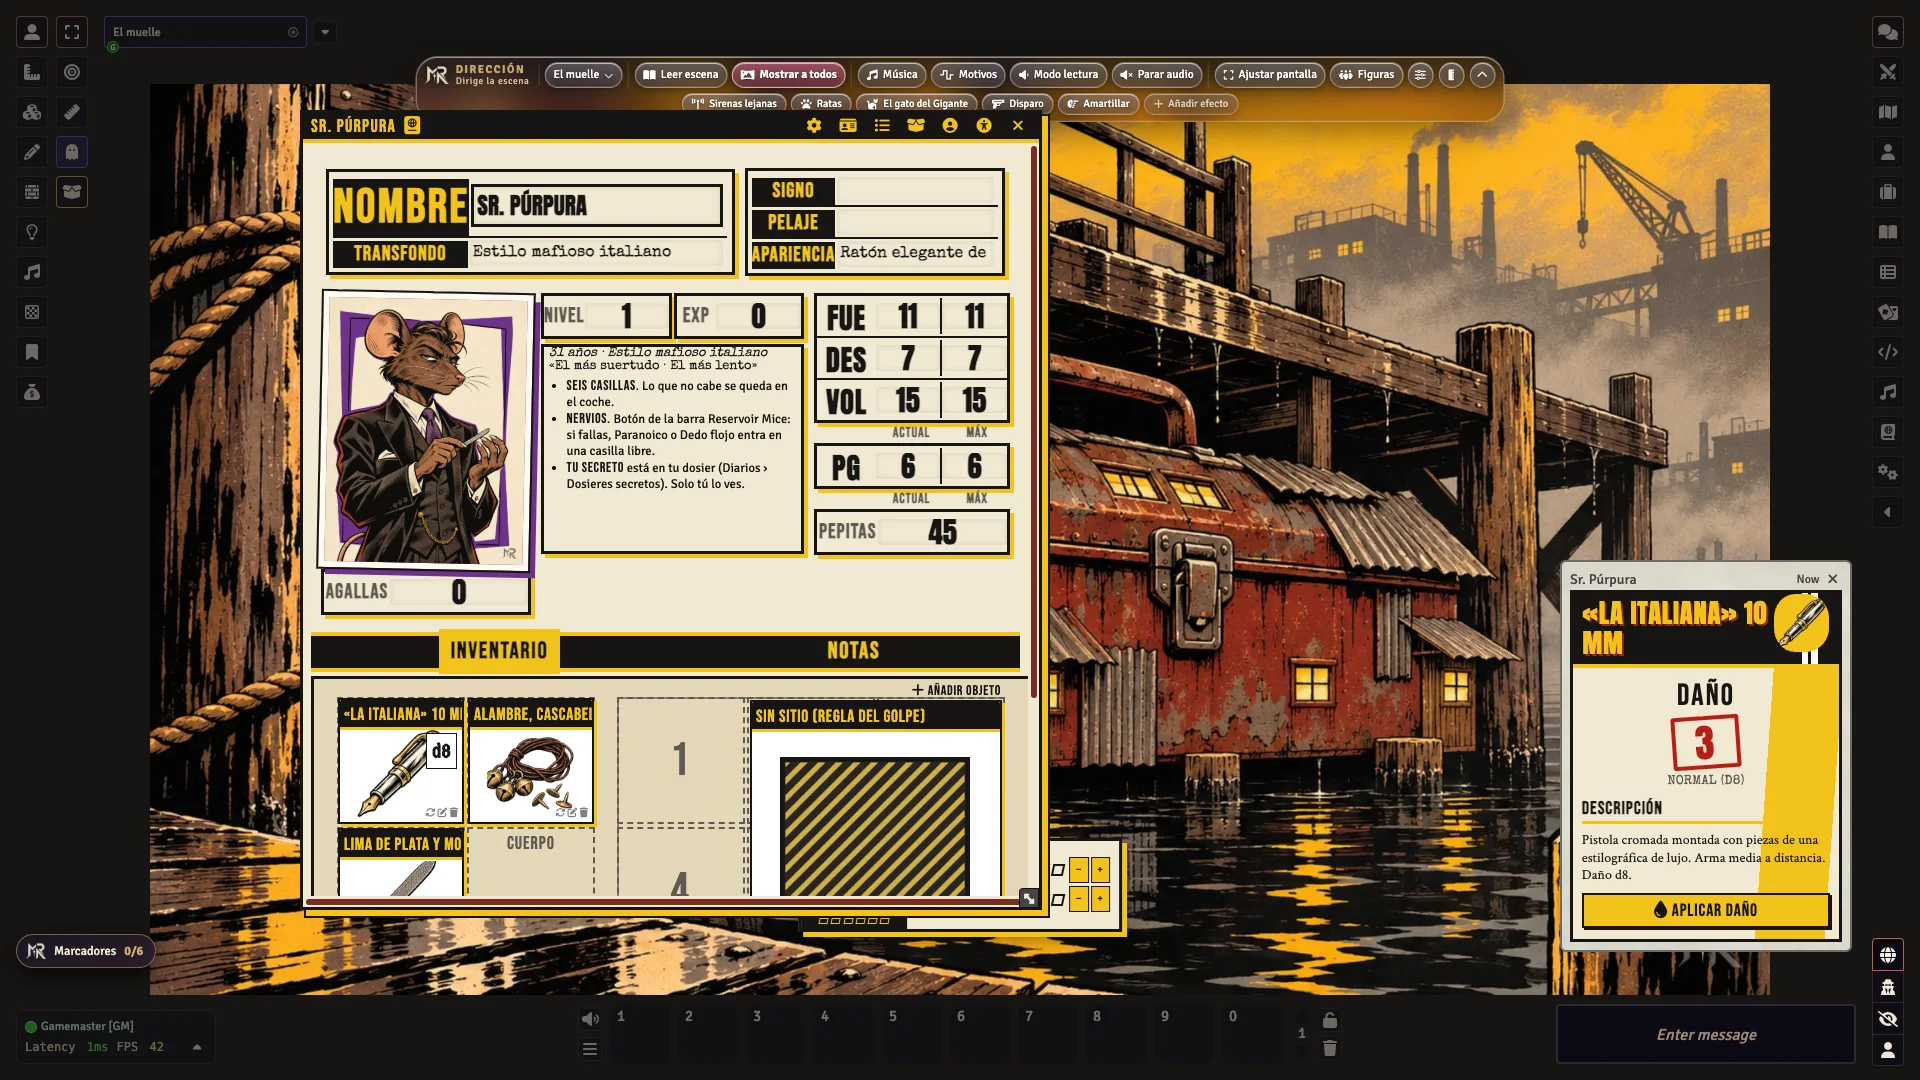 El muelle
G
DIRECCIÓN
Dirige la escena
El muelle
Leer escena
Mostrar a todos
Música
Motivos
Modo lectura
Parar audio
Ajustar pantalla
Figuras
Sirenas lejanas
Ratas
El gato del Gigante
Disparo
Amartillar
Añadir efecto
SR. PÚRPURA
NOMBRE
SR. PÚRPURA
TRANSFONDO
Estilo mafioso italiano
SIGNO
PELAJE
APARIENCIA
Ratón elegante de
NIVEL 1
EXP 0
31 años · Estilo mafioso italiano
«El más suertudo · El más lento»
• SEIS CASILLAS. Lo que no cabe se queda en
el coche.
• NERVIOS. Botón de la barra Reservoir Mice:
si fallas, Paranoico o Dedo flojo entra en
una casilla libre.
• TU SECRETO está en tu dosier (Diarios ›
Dosieres secretos). Solo tú lo ves.
FUE 11 11
DES 7 7
VOL 15 15
ACTUAL MÁX
PG 6 6
ACTUAL MÁX
PEPITAS 45
MR
AGALLAS 0
INVENTARIO
NOTAS
+ AÑADIR OBJETO
«LA ITALIANA» 10 M
d8
ALAMBRE, CASCABEL
1
SIN SITIO (REGLA DEL GOLPE)
LIMA DE PLATA Y MO
CUERPO
4
- +
- +
Sr. Púrpura
Now
«LA ITALIANA» 10
MM
DAÑO
3
NORMAL (D8)
DESCRIPCIÓN
Pistola cromada montada con piezas de una
estilográfica de lujo. Arma media a distancia.
Daño d8.
APLICAR DAÑO
MR Marcadores 0/6
Gamemaster [GM]
Latency 1ms FPS 42
1 2 3 4 5 6 7 8 9 0
1
Enter message